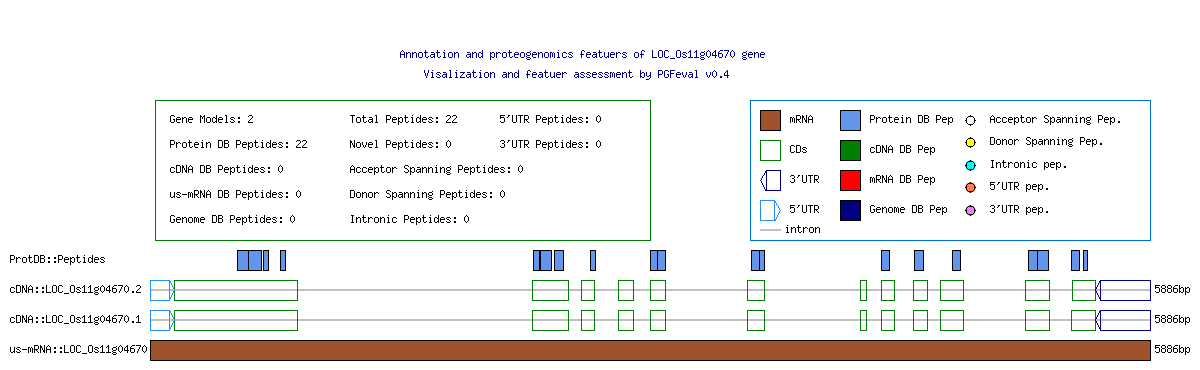 Annotation and proteogenomics featuers of LOC_Os11g04670 gene
Visalization and featuer assessment by PGFeval v0.4
Gene Models: 2 Total Peptides: 22 5'UTR Peptides: 0
Protein DB Peptides: 22 Novel Peptides: 0 3'UTR Peptides: 0
cDNA DB Peptides: 0 Acceptor Spanning Peptides: 0
us-mRNA DB Peptides: 0 Donor Spanning Peptides: 0
Genome DB Peptides: 0 Intronic Peptides: 0
mRNA Protein DB Pep Acceptor Spanning Pep.
CDs cDNA DB Pep Donor Spanning Pep.
3'UTR mRNA DB Pep Intronic pep.
5'UTR Genome DB Pep 5'UTR pep.
intron 3'UTR pep.
ProtDB::Peptides
cDNA::LOC_Os11g04670.2 5886bp
cDNA::LOC_Os11g04670.1 5886bp
us-mRNA::LOC_Os11g04670 5886bp